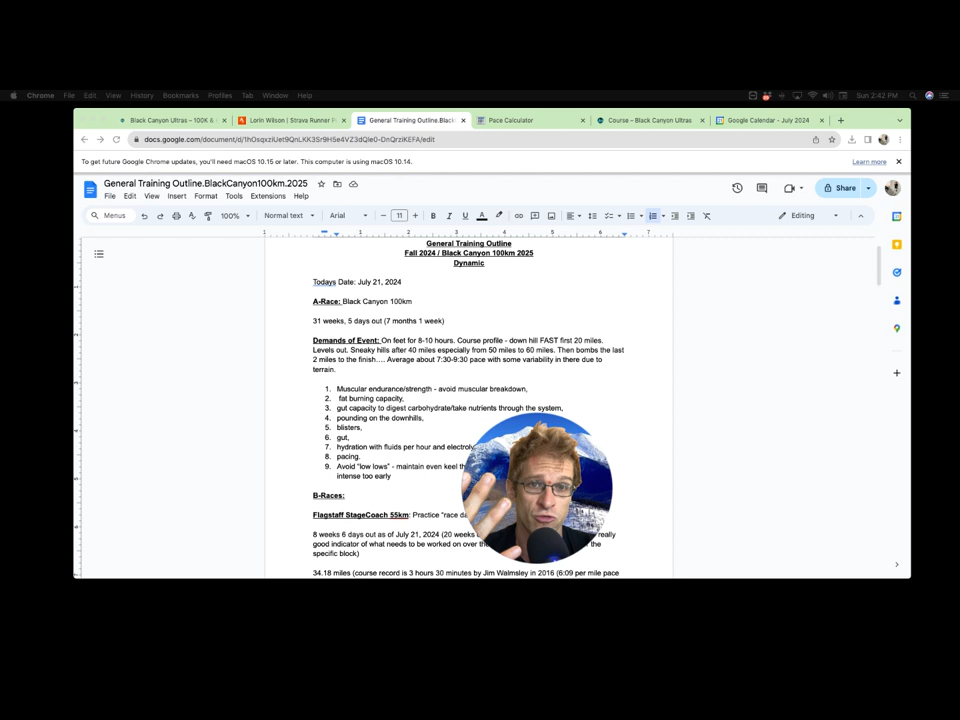 Chrome File Edit View History Bookmarks Profiles Tab Window Help Sun 2:42 PM
Black Canyon Ultras – 100K & Lorin Wilson | Strava Runner P General Training Outline.Black Pace Calculator Course – Black Canyon Ultras Google Calendar - July 2024
docs.google.com/document/d/
To get future Google Chrome updates, you'll need macOS 10.15 or later. This computer is using macOS 10.14. Learn more
General Training Outline.BlackCanyon100km.2025
Share
File Edit View Insert Format Tools Extensions Help
Menus 100% Normal text Arial 11 B I U A Editing
1 1 2 3 4 5 6 7
General Training Outline
Fall 2024 / Black Canyon 100km 2025
Dynamic
Todays Date: July 21, 2024
A-Race: Black Canyon 100km
31 weeks, 5 days out (7 months 1 week)
Demands of Event: On feet for 8-10 hours. Course profile - down hill FAST first 20 miles.
Levels out. Sneaky hills after 40 miles especially from 50 miles to 60 miles. Then bombs the last
2 miles to the finish.... Average about 7:30-9:30 pace with some variability in there due to
terrain.
1. Muscular endurance/strength - avoid muscular breakdown,
2. fat burning capacity,
3. gut capacity to digest carbohydrate/take nutrients through the system,
4. pounding on the downhills,
5. blisters,
6. gut,
7. hydration with fluids per hour and electroly
8. pacing.
9. Avoid "low lows" - maintain even keel th
intense too early
B-Races:
Flagstaff StageCoach 55km: Practice "race da
8 weeks 6 days out as of July 21, 2024 (20 weeks really
good indicator of what needs to be worked on over the the
specific block)
34.18 miles (course record is 3 hours 30 minutes by Jim Walmsley in 2016 (6:09 per mile pace